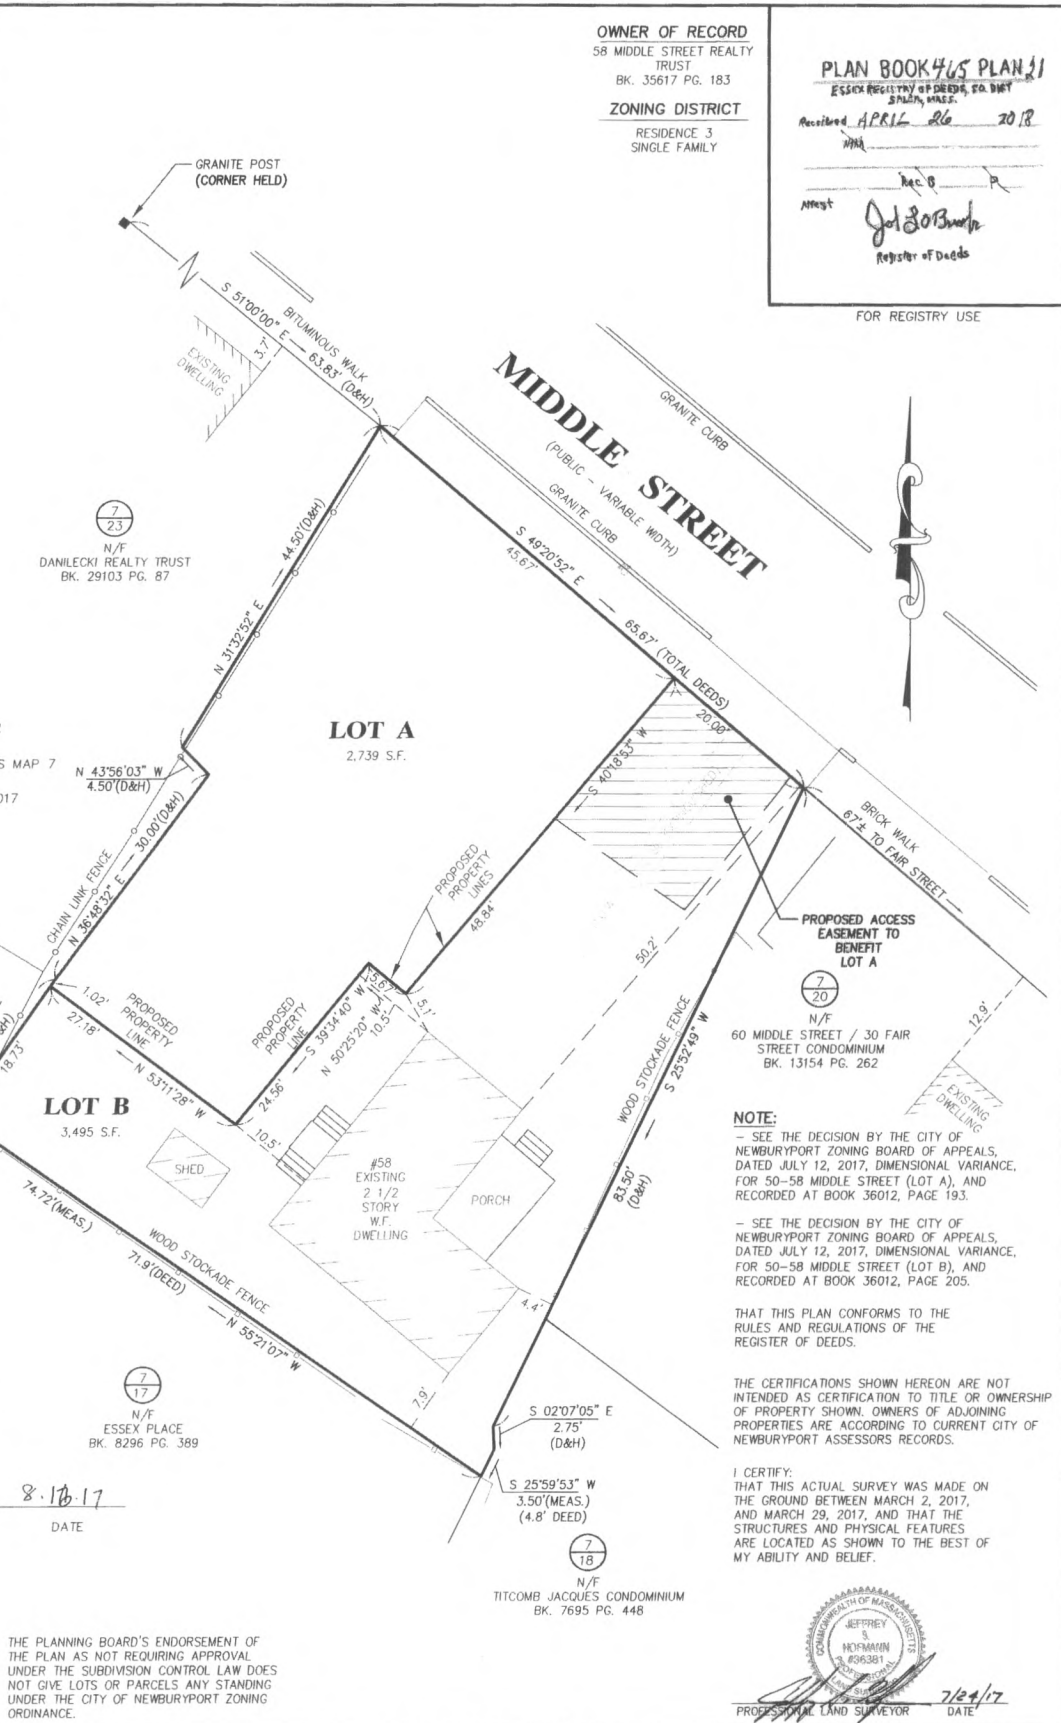 OWNER OF RECORD
58 MIDDLE STREET REALTY
TRUST
BK. 35617 PG. 183
ZONING DISTRICT
RESIDENCE 3
SINGLE FAMILY
PLAN BOOK 465 PLAN 21
ESSEX REGISTRY OF DEEDS, SO. DIST
SALEM, MASS.
Received APRIL 26 2018
Rec. B P
Attest
Register of Deeds
FOR REGISTRY USE
GRANITE POST
(CORNER HELD)
S 51°00'00" E
63.83' (D&H)
BITUMINOUS WALK
3.7'
EXISTING
DWELLING
MIDDLE STREET
(PUBLIC - VARIABLE WIDTH)
GRANITE CURB
GRANITE CURB
S 49°20'52" E
45.67'
65.67' (TOTAL DEEDS)
20.00'
7
23
N/F
DANILECKI REALTY TRUST
BK. 29103 PG. 87
44.50'(D&H)
N 31°32'52" E
LOT A
2,739 S.F.
S MAP 7
017
N 43°56'03" W
4.50'(D&H)
30.00'(D&H)
N 36°48'32" E
CHAIN LINK FENCE
S 40°18'53" W
48.84'
PROPOSED
PROPERTY
LINES
BRICK WALK
67'± TO FAIR STREET
PROPOSED ACCESS
EASEMENT TO
BENEFIT
LOT A
50.2'
7
20
N/F
60 MIDDLE STREET / 30 FAIR
STREET CONDOMINIUM
BK. 13154 PG. 262
12.9'
EXISTING
DWELLING
1.02'
27.18'
PROPOSED
PROPERTY
LINE
N 53°11'28" W
PROPOSED
PROPERTY
LINE
S 39°34'40" W
24.56'
5.67'
N 50°25'20" W
10.5'
5.1'
10.5'
18.73'
LOT B
3,495 S.F.
SHED
#58
EXISTING
2 1/2
STORY
W.F.
DWELLING
PORCH
WOOD STOCKADE FENCE
S 25°52'49" W
83.50'
(D&H)
74.72'(MEAS.)
71.9'(DEED)
WOOD STOCKADE FENCE
N 55°21'07" W
4.4'
7.9'
S 02°07'05" E
2.75'
(D&H)
S 25°59'53" W
3.50'(MEAS.)
(4.8' DEED)
7
17
N/F
ESSEX PLACE
BK. 8296 PG. 389
7
18
N/F
TITCOMB JACQUES CONDOMINIUM
BK. 7695 PG. 448
DATE
NOTE:
- SEE THE DECISION BY THE CITY OF
NEWBURYPORT ZONING BOARD OF APPEALS,
DATED JULY 12, 2017, DIMENSIONAL VARIANCE,
FOR 50-58 MIDDLE STREET (LOT A), AND
RECORDED AT BOOK 36012, PAGE 193.
- SEE THE DECISION BY THE CITY OF
NEWBURYPORT ZONING BOARD OF APPEALS,
DATED JULY 12, 2017, DIMENSIONAL VARIANCE,
FOR 50-58 MIDDLE STREET (LOT B), AND
RECORDED AT BOOK 36012, PAGE 205.
THAT THIS PLAN CONFORMS TO THE
RULES AND REGULATIONS OF THE
REGISTER OF DEEDS.
THE CERTIFICATIONS SHOWN HEREON ARE NOT
INTENDED AS CERTIFICATION TO TITLE OR OWNERSHIP
OF PROPERTY SHOWN. OWNERS OF ADJOINING
PROPERTIES ARE ACCORDING TO CURRENT CITY OF
NEWBURYPORT ASSESSORS RECORDS.
I CERTIFY:
THAT THIS ACTUAL SURVEY WAS MADE ON
THE GROUND BETWEEN MARCH 2, 2017,
AND MARCH 29, 2017, AND THAT THE
STRUCTURES AND PHYSICAL FEATURES
ARE LOCATED AS SHOWN TO THE BEST OF
MY ABILITY AND BELIEF.
COMMONWEALTH OF MASSACHUSETTS
JEFFREY
S.
HOFMANN
#36381
PROFESSIONAL
LAND SURVEYOR
7/24/17
PROFESSIONAL LAND SURVEYOR DATE
THE PLANNING BOARD'S ENDORSEMENT OF
THE PLAN AS NOT REQUIRING APPROVAL
UNDER THE SUBDIVISION CONTROL LAW DOES
NOT GIVE LOTS OR PARCELS ANY STANDING
UNDER THE CITY OF NEWBURYPORT ZONING
ORDINANCE.